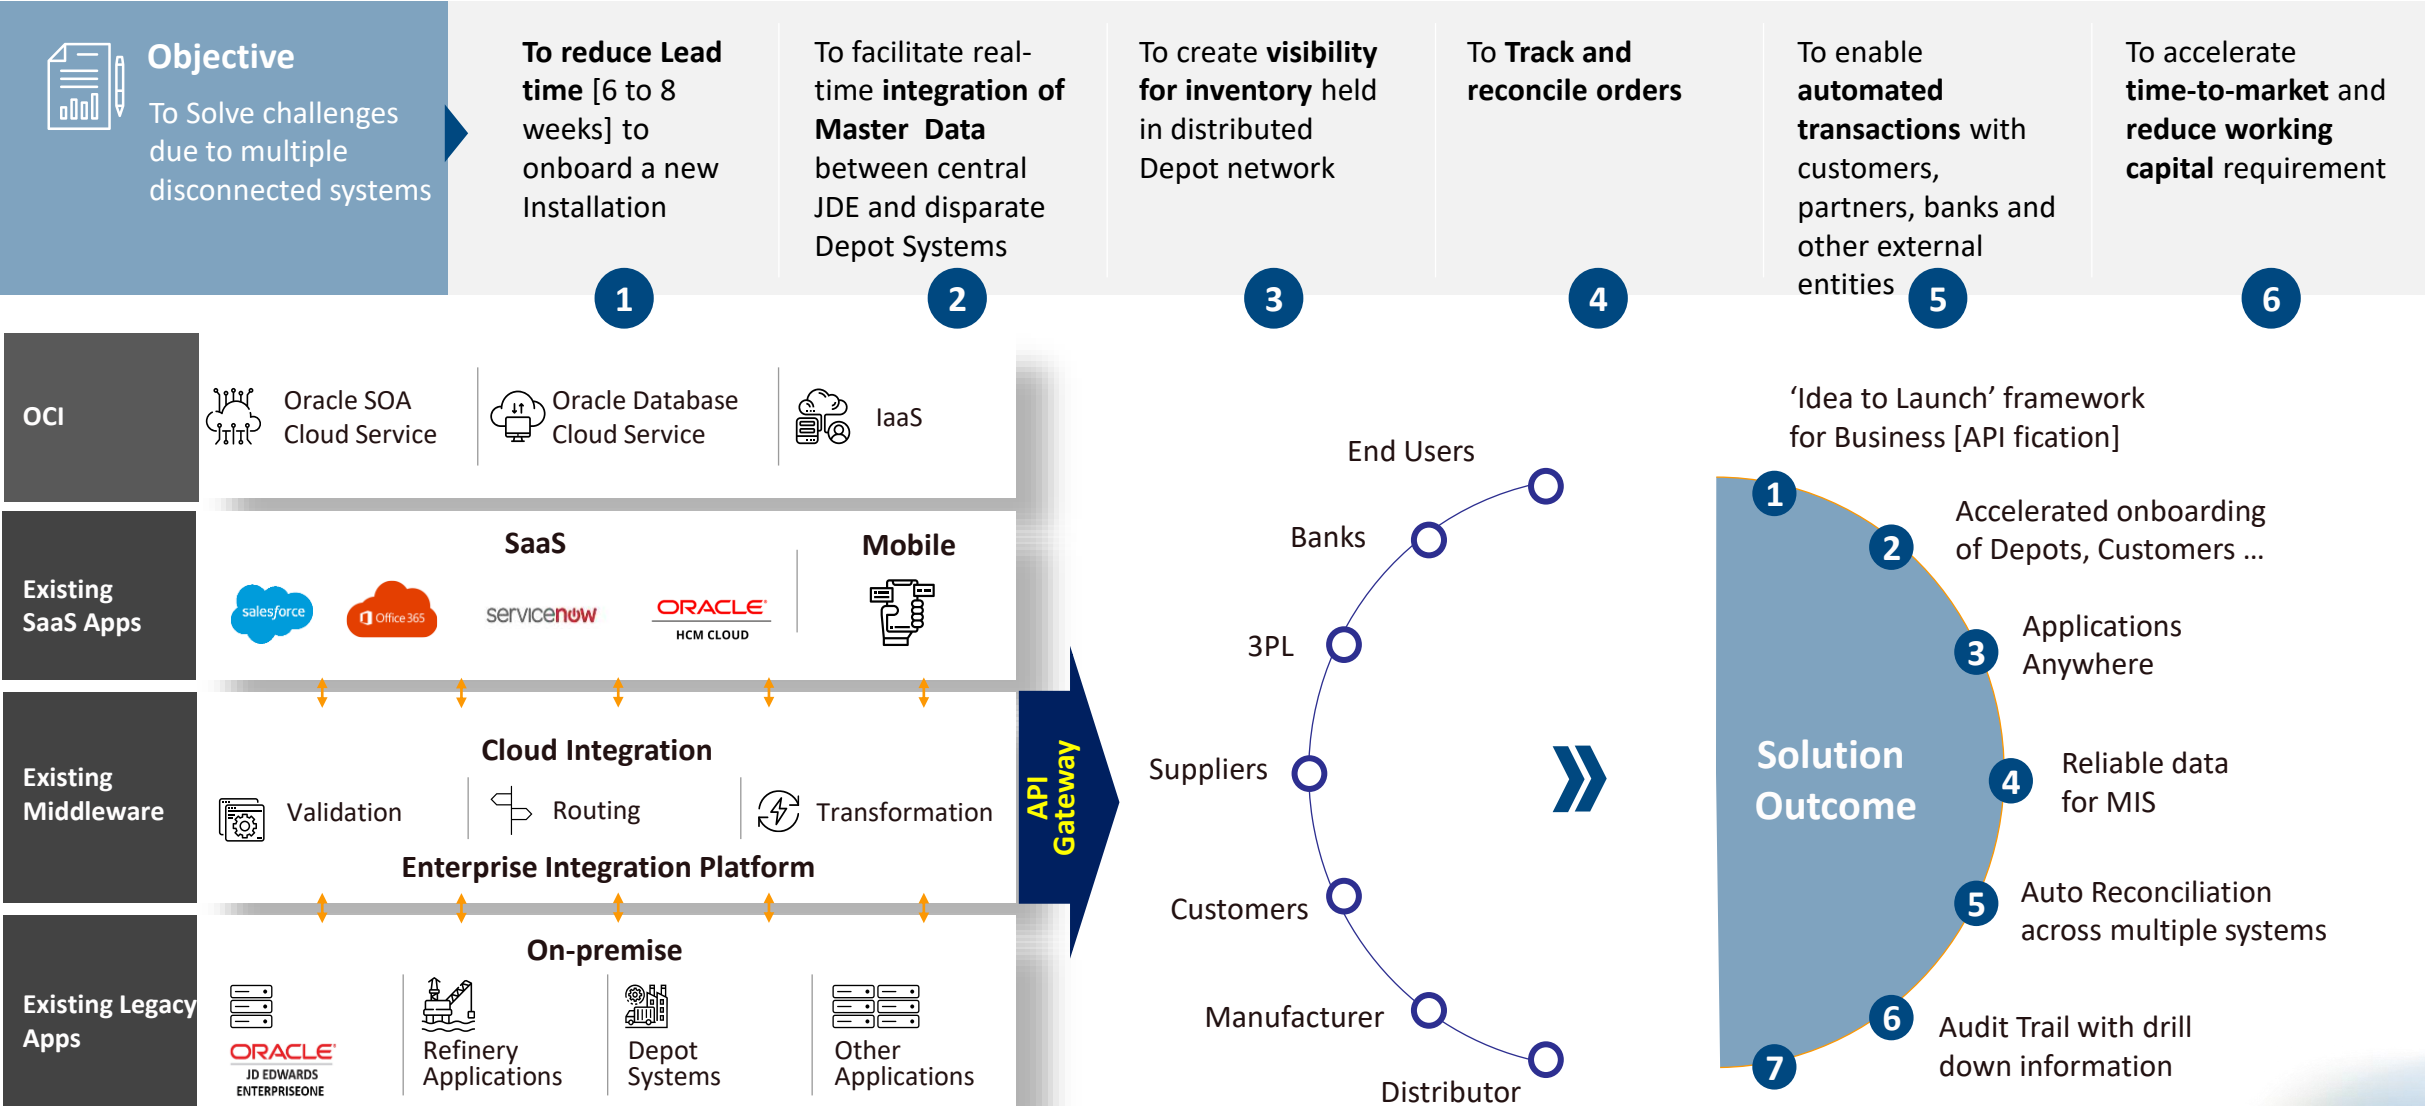 Objective
To Solve challenges
due to multiple
disconnected systems
To reduce Lead
time [6 to 8
weeks] to
onboard a new
Installation
1
To facilitate real-
time integration of
Master Data
between central
JDE and disparate
Depot Systems
2
To create visibility
for inventory held
in distributed
Depot network
3
To Track and
reconcile orders
4
To enable
automated
transactions with
customers,
partners, banks and
other external
entities
5
To accelerate
time-to-market and
reduce working
capital requirement
6
OCI
Oracle SOA
Cloud Service
Oracle Database
Cloud Service
IaaS
Existing
SaaS Apps
SaaS
salesforce
Office 365
servicenow
ORACLE
HCM CLOUD
Mobile
Existing
Middleware
Cloud Integration
Validation
Routing
Transformation
Enterprise Integration Platform
Existing Legacy
Apps
On-premise
ORACLE
JD EDWARDS
ENTERPRISEONE
Refinery
Applications
Depot
Systems
Other
Applications
API
Gateway
End Users
Banks
3PL
Suppliers
Customers
Manufacturer
Distributor
Solution
Outcome
‘Idea to Launch’ framework
for Business [API fication]
1
Accelerated onboarding
of Depots, Customers ...
2
Applications
Anywhere
3
Reliable data
for MIS
4
Auto Reconciliation
across multiple systems
5
Audit Trail with drill
down information
6
7